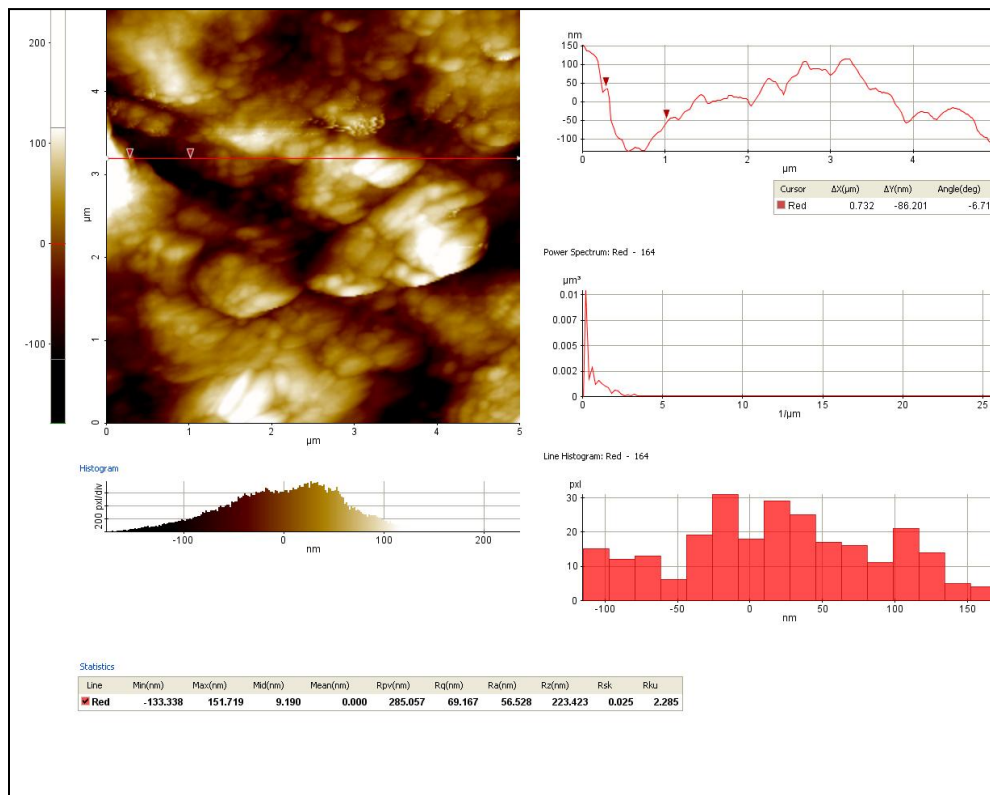 200
100
0
-100
4
3
2
1
0
µm
0 1 2 3 4 5
µm
nm
150
100
50
0
-50
-100
0 1 2 3 4
µm
Cursor ΔX(µm) ΔY(nm) Angle(deg)
Red 0.732 -86.201 -6.71
Power Spectrum: Red - 164
µm³
0.01
0.007
0.005
0.002
0
0 5 10 15 20 25
1/µm
Histogram
200 pxl/div
-100 0 100 200
nm
Line Histogram: Red - 164
pxl
30
20
10
0
-100 -50 0 50 100 150
nm
Statistics
Line Min(nm) Max(nm) Mid(nm) Mean(nm) Rpv(nm) Rq(nm) Ra(nm) Rz(nm) Rsk Rku
Red -133.338 151.719 9.190 0.000 285.057 69.167 56.528 223.423 0.025 2.285